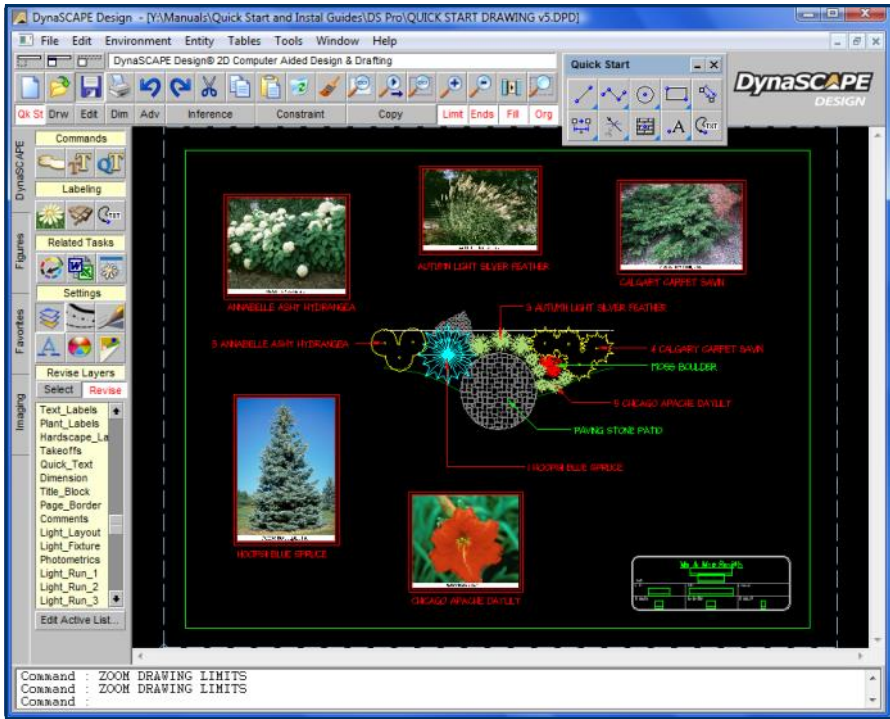 DynaSCAPE Design - [Y:\Manuals\Quick Start and Instal Guides\DS Pro\QUICK START DRAWING v5.DPD]
File Edit Environment Entity Tables Tools Window Help
DynaSCAPE Design® 2D Computer Aided Design & Drafting
Quick Start
DynaSCAPE
DESIGN
Qk St Drw Edit Dim Adv Inference Constraint Copy Limt Ends Fill Org
.A
TXT
DynaSCAPE
Figures
Favorites
Imaging
Commands
Labeling
TXT
Related Tasks
Settings
Revise Layers
Select Revise
Text_Labels
Plant_Labels
Hardscape_La
Takeoffs
Quick_Text
Dimension
Title_Block
Page_Border
Comments
Light_Layout
Light_Fixture
Photometrics
Light_Run_1
Light_Run_2
Light_Run_3
Edit Active List...
ANNABELLE ASHY HYDRANGEA
AUTUMN LIGHT SILVER FEATHER
CALGARY CARPET SAVIN
3 AUTUMN LIGHT SILVER FEATHER
3 ANNABELLE ASHY HYDRANGEA
4 CALGARY CARPET SAVIN
MOSS BOULDER
5 CHICAGO APACHE DAYLILY
PAVING STONE PATIO
1 HOOPSII BLUE SPRUCE
HOOPSII BLUE SPRUCE
CHICAGO APACHE DAYLILY
Command : ZOOM DRAWING LIMITS
Command : ZOOM DRAWING LIMITS
Command :